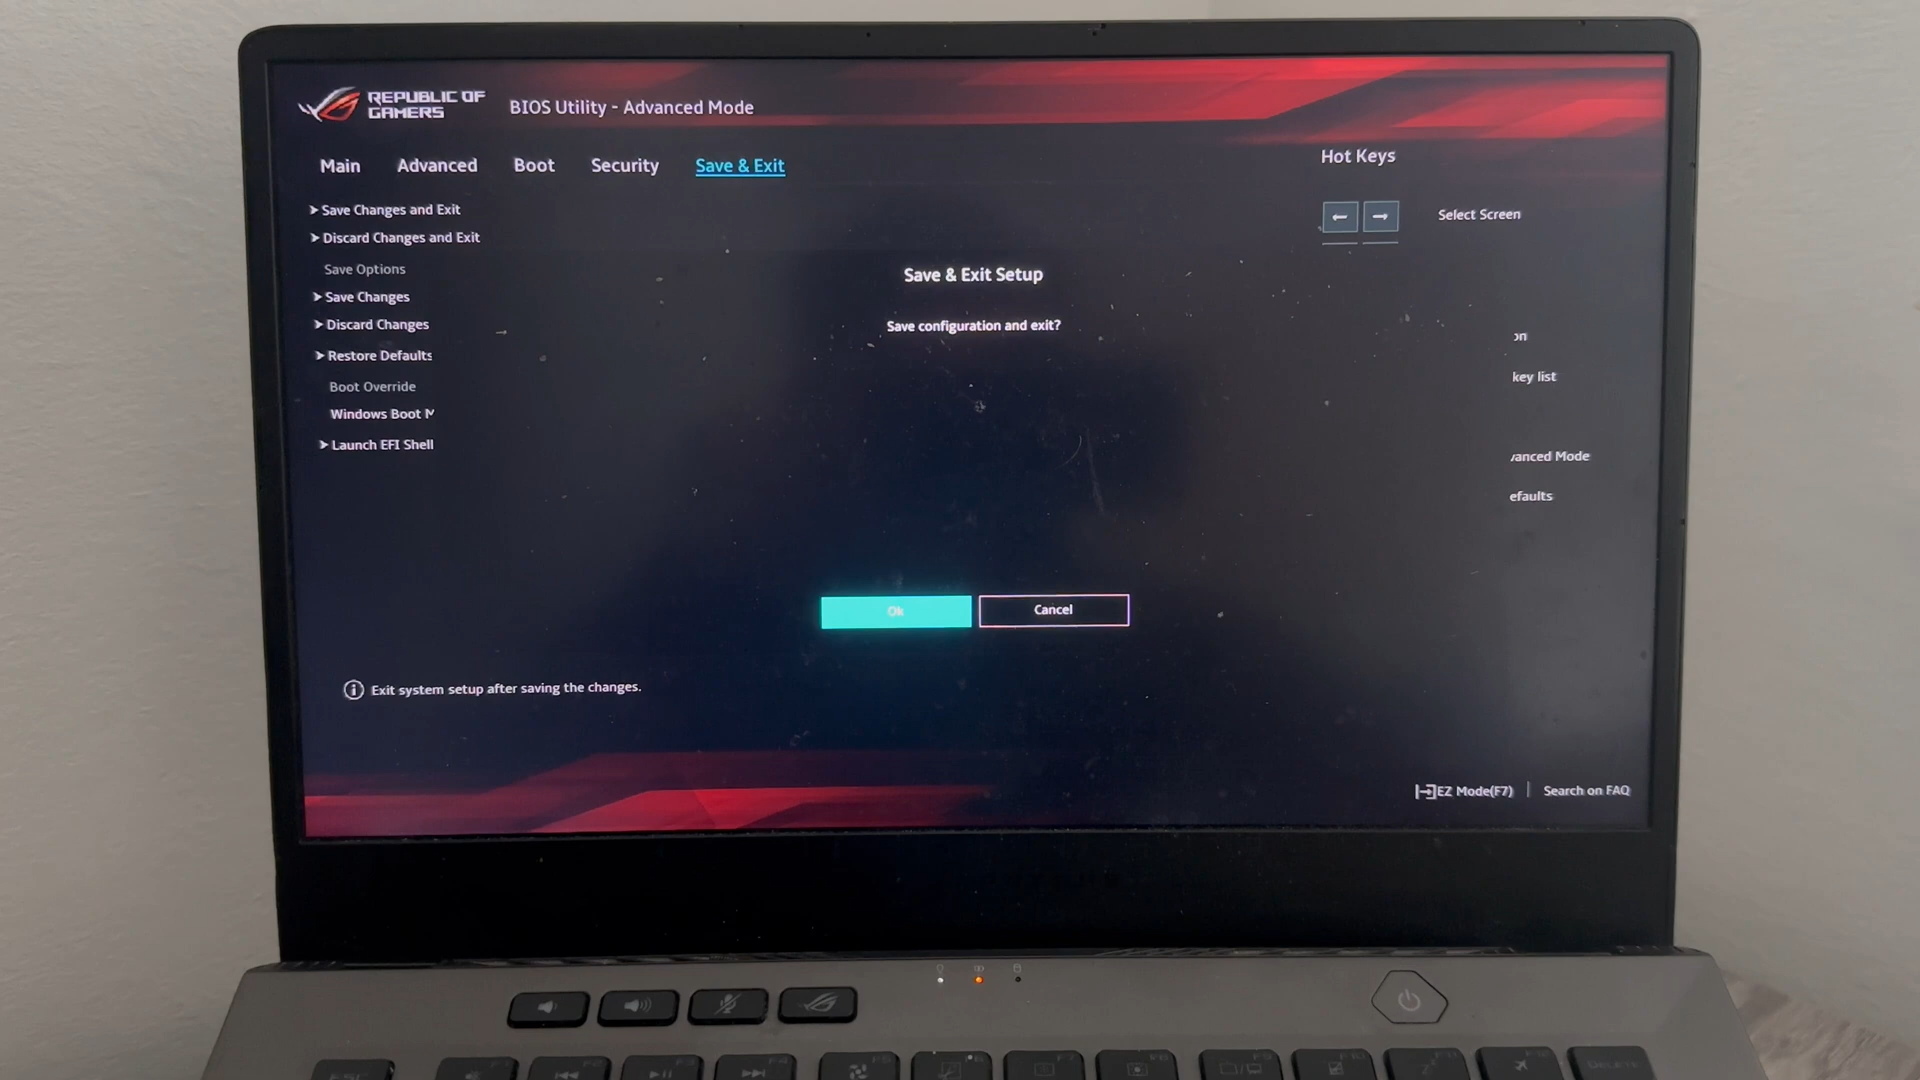 REPUBLIC OF
GAMERS
BIOS Utility - Advanced Mode
Main Advanced Boot Security Save & Exit
Hot Keys
Save Changes and Exit
Discard Changes and Exit
Save Options
Save Changes
Discard Changes
Restore Defaults
Boot Override
Windows Boot M
Launch EFI Shell
← → Select Screen
on
key list
anced Mode
efaults
Save & Exit Setup
Save configuration and exit?
Ok Cancel
Exit system setup after saving the changes.
EZ Mode(F7) | Search on FAQ